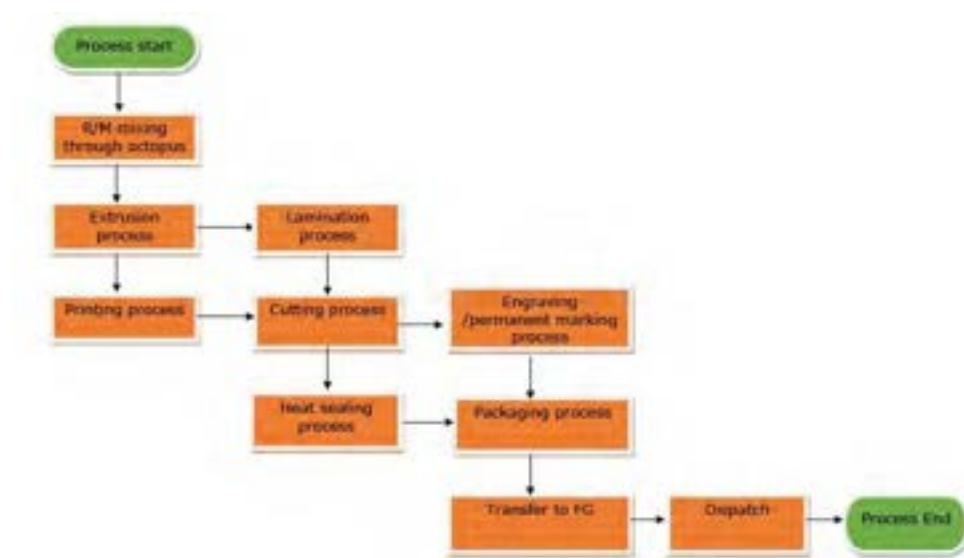 Process start
R/M mixing
through octopus
Extrusion
process
Lamination
process
Printing process
Cutting process
Engraving
/permanent marking
process
Heat sealing
process
Packaging process
Transfer to FG
Dispatch
Process End